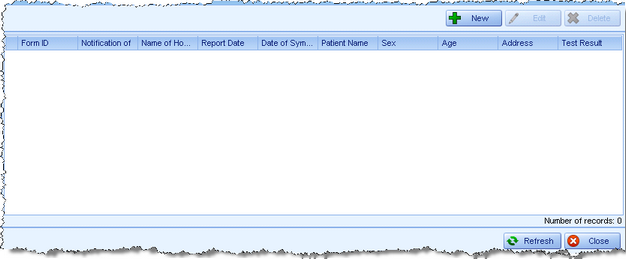 New Edit Delete
Form ID Notification of Name of Ho... Report Date Date of Sym... Patient Name Sex Age Address Test Result
Number of records: 0
Refresh Close